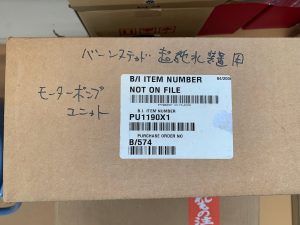 バーンステッド 超純水装置用
モーターポンプ
ユニット
B/I ITEM NUMBER
NOT ON FILE
B.I. ITEM NUMBER
PU1190X1
PURCHASE ORDER NO
B/574